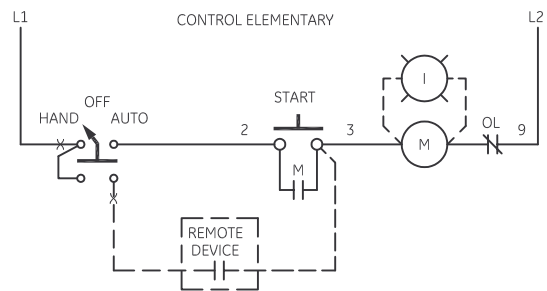 L1
CONTROL ELEMENTARY
L2
I
OFF
HAND
AUTO
START
2
3
M
OL
9
M
X
X
REMOTE
DEVICE